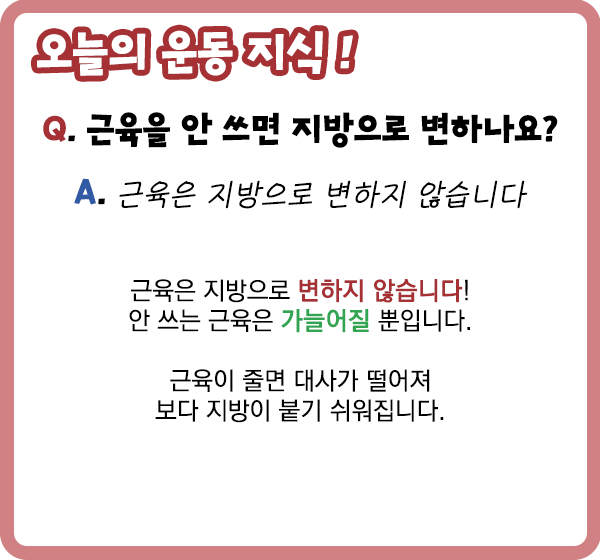 오늘의 운동 지식 !
Q. 근육을 안 쓰면 지방으로 변하나요?
A. 근육은 지방으로 변하지 않습니다
근육은 지방으로 변하지 않습니다!
안 쓰는 근육은 가늘어질 뿐입니다.
근육이 줄면 대사가 떨어져
보다 지방이 붙기 쉬워집니다.